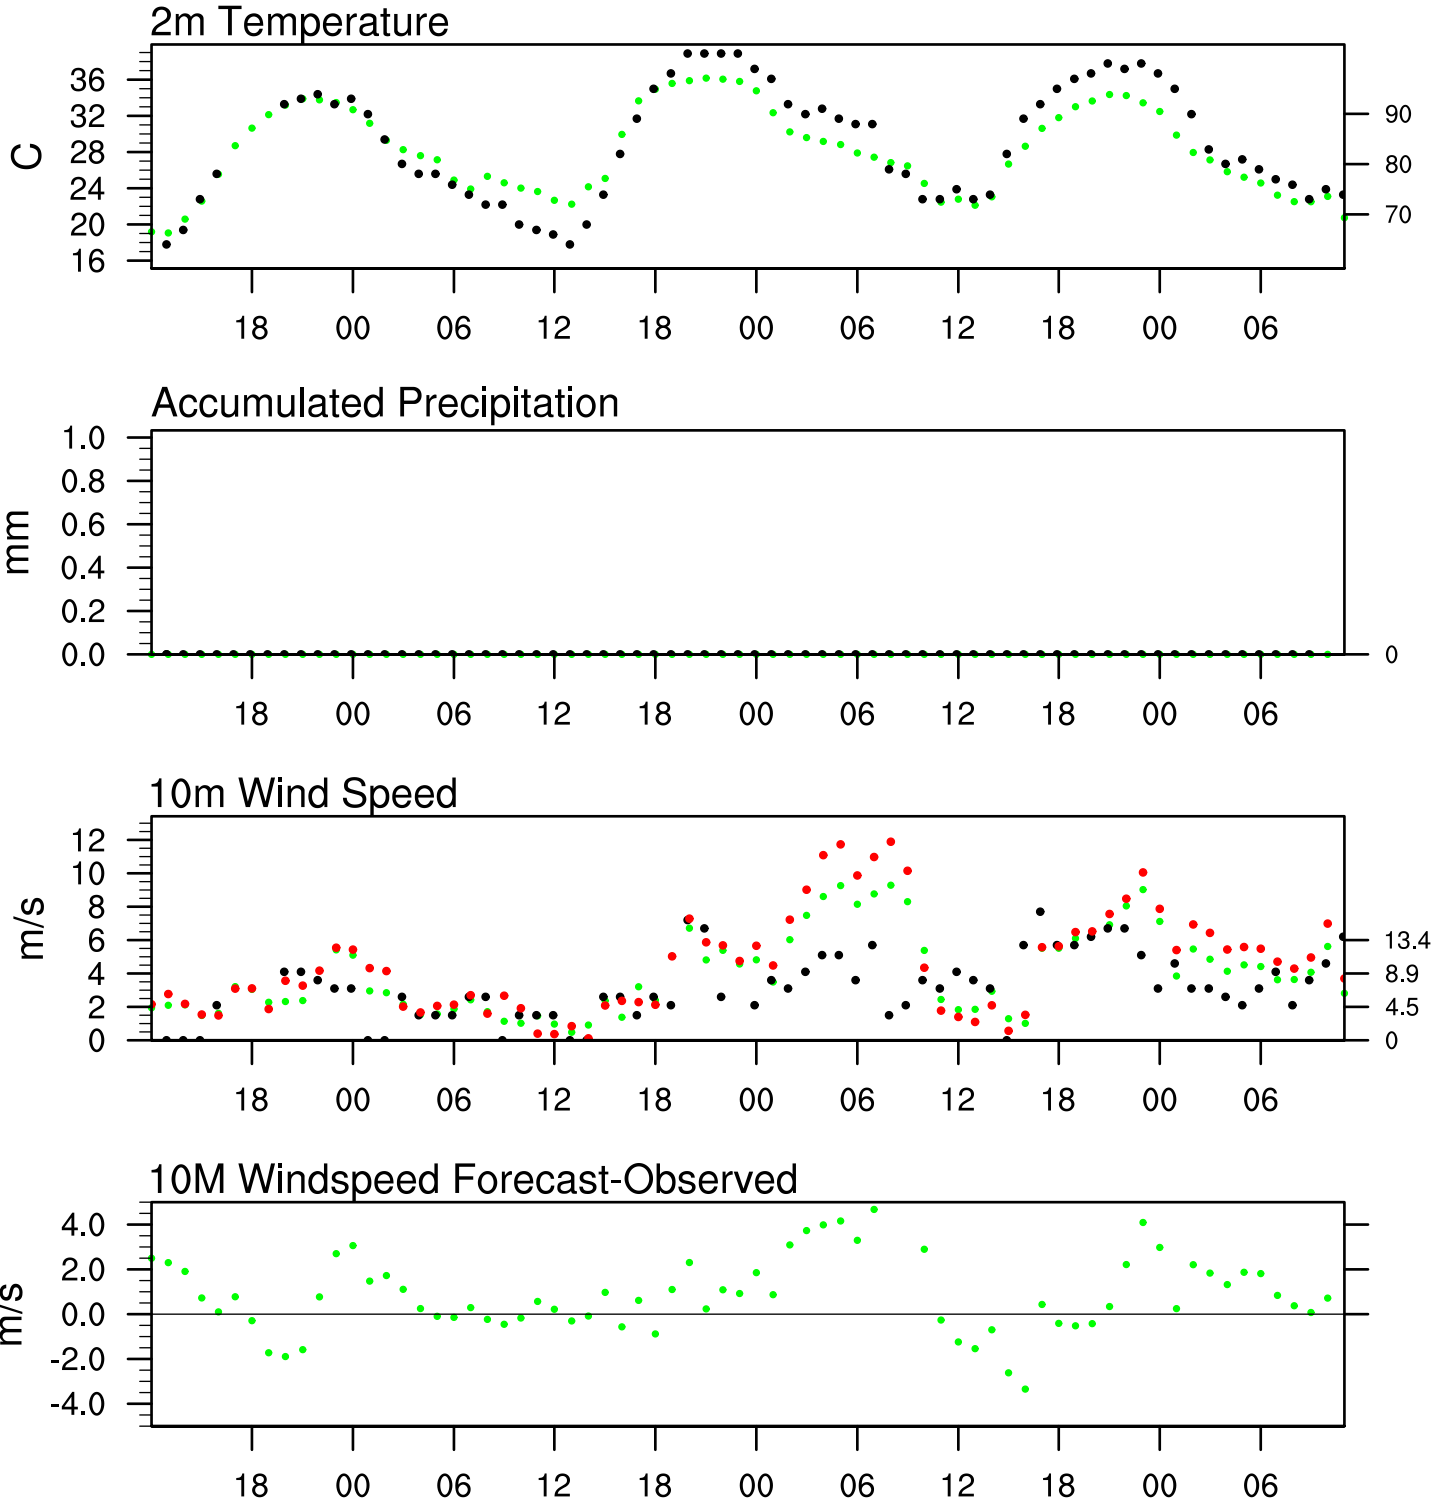 2m Temperature
C
36
32
28
24
20
16
90
80
70
18 00 06 12 18 00 06 12 18 00 06
Accumulated Precipitation
mm
1.0
0.8
0.6
0.4
0.2
0.0
0
18 00 06 12 18 00 06 12 18 00 06
10m Wind Speed
m/s
12
10
8
6
4
2
0
13.4
8.9
4.5
0
18 00 06 12 18 00 06 12 18 00 06
10M Windspeed Forecast-Observed
m/s
4.0
2.0
0.0
-2.0
-4.0
18 00 06 12 18 00 06 12 18 00 06